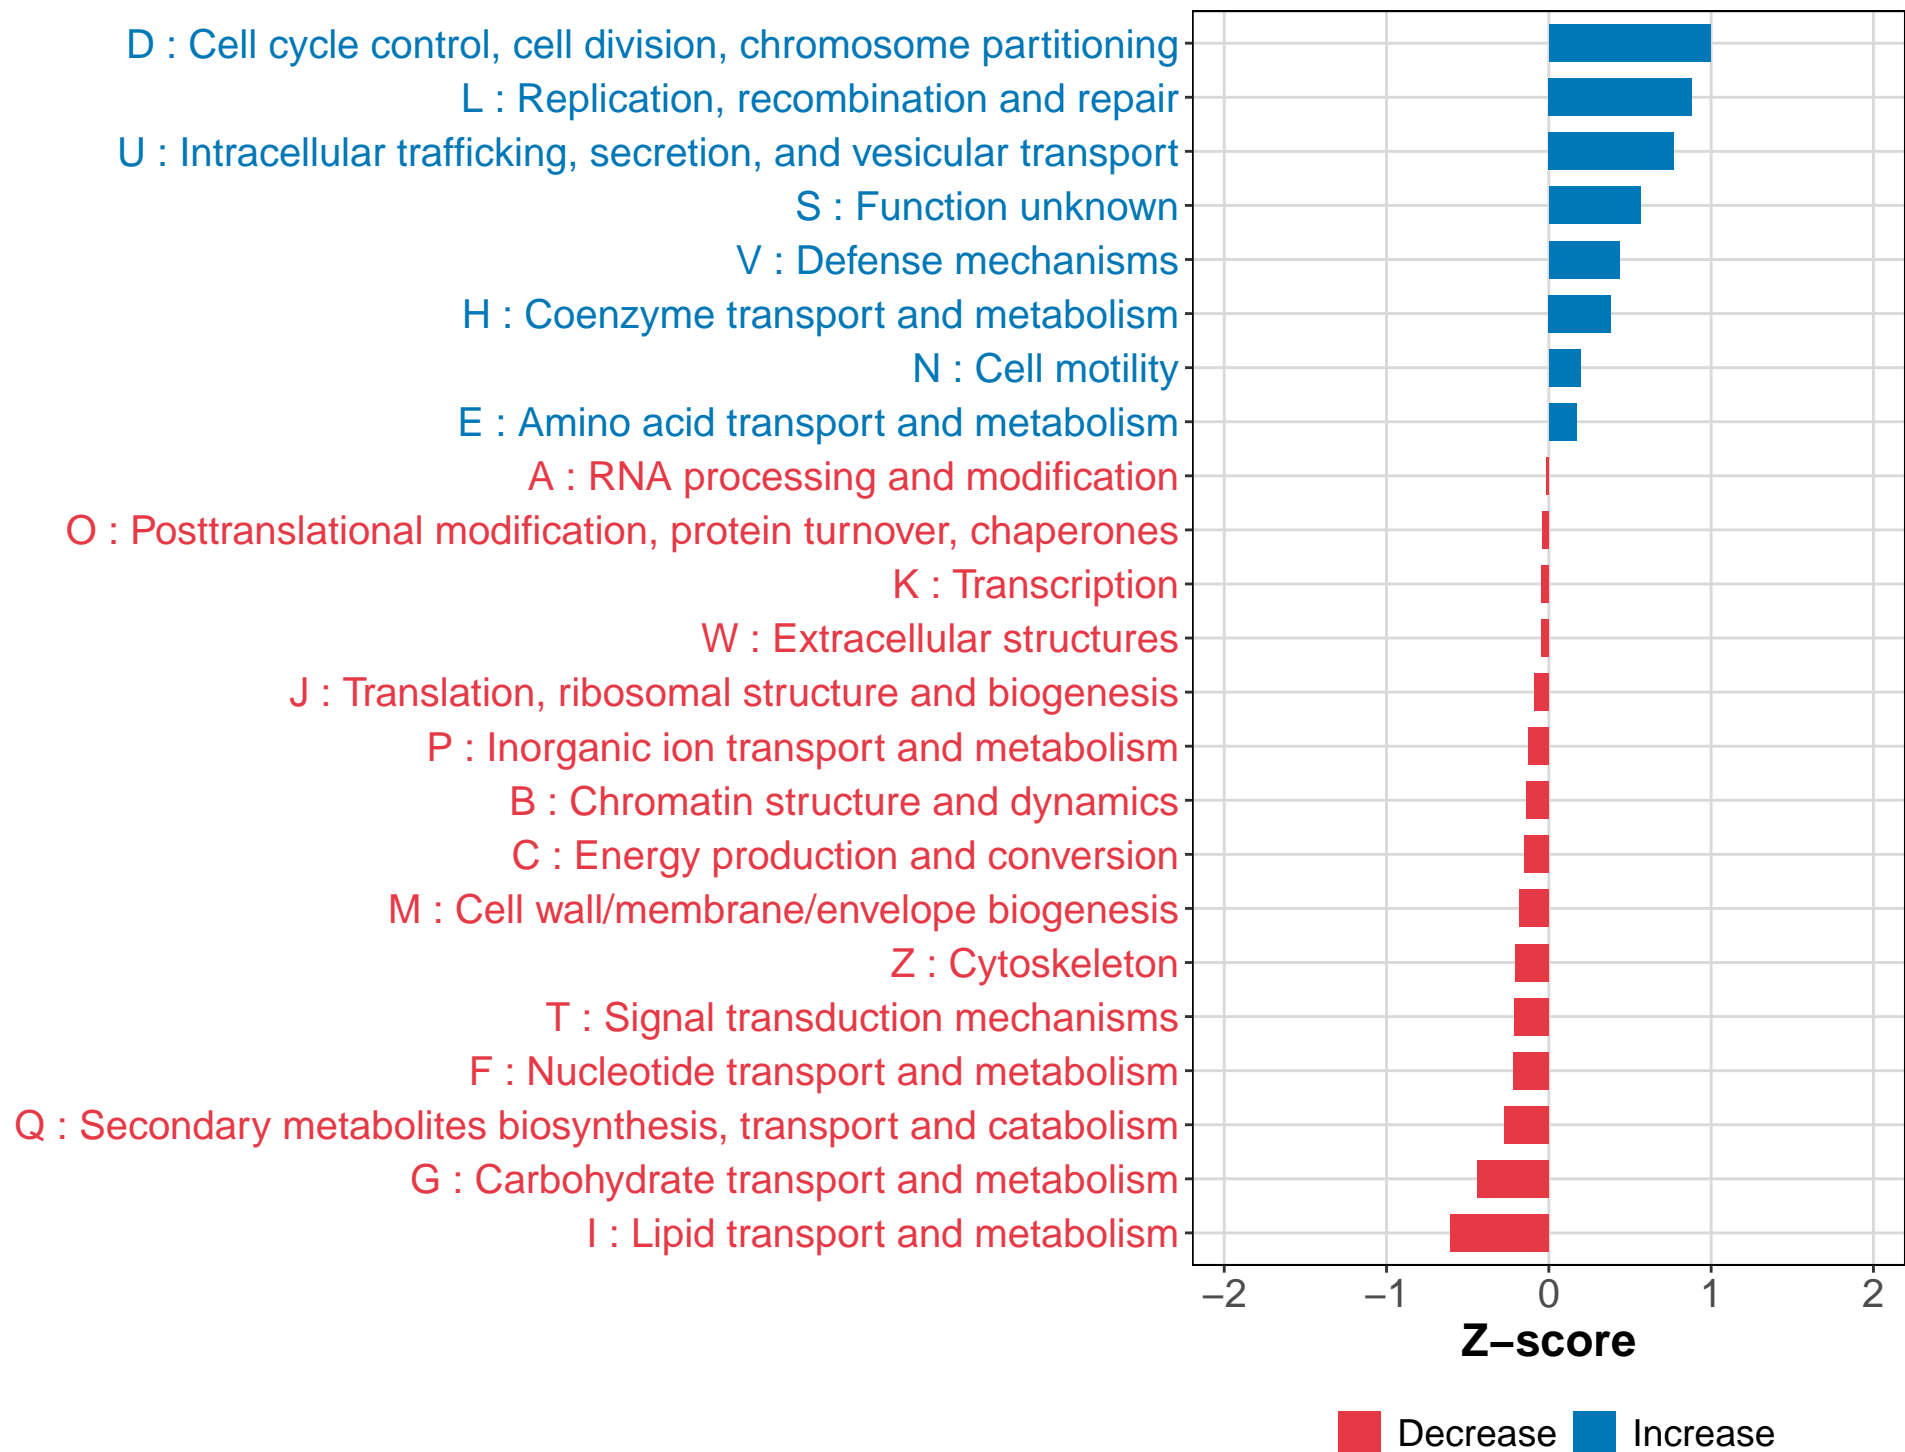 D : Cell cycle control, cell division, chromosome partitioning
L : Replication, recombination and repair
U : Intracellular trafficking, secretion, and vesicular transport
S : Function unknown
V : Defense mechanisms
H : Coenzyme transport and metabolism
N : Cell motility
E : Amino acid transport and metabolism
A : RNA processing and modification
O : Posttranslational modification, protein turnover, chaperones
K : Transcription
W : Extracellular structures
J : Translation, ribosomal structure and biogenesis
P : Inorganic ion transport and metabolism
B : Chromatin structure and dynamics
C : Energy production and conversion
M : Cell wall/membrane/envelope biogenesis
Z : Cytoskeleton
T : Signal transduction mechanisms
F : Nucleotide transport and metabolism
Q : Secondary metabolites biosynthesis, transport and catabolism
G : Carbohydrate transport and metabolism
I : Lipid transport and metabolism
−2 −1 0 1 2
Z−score
Decrease Increase